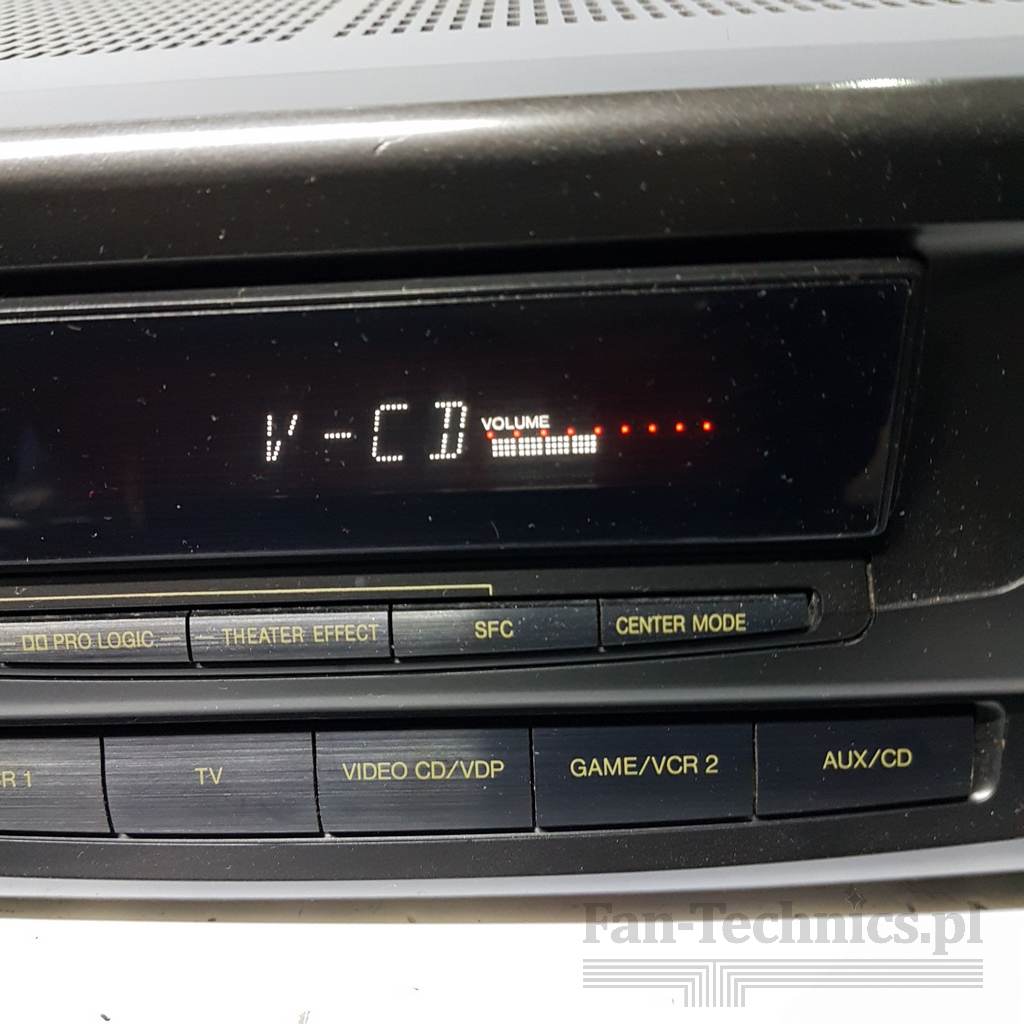 V-CD VOLUME
PRO LOGIC THEATER EFFECT SFC CENTER MODE
R 1 TV VIDEO CD/VDP GAME/VCR 2 AUX/CD
Fan-Technics.pl